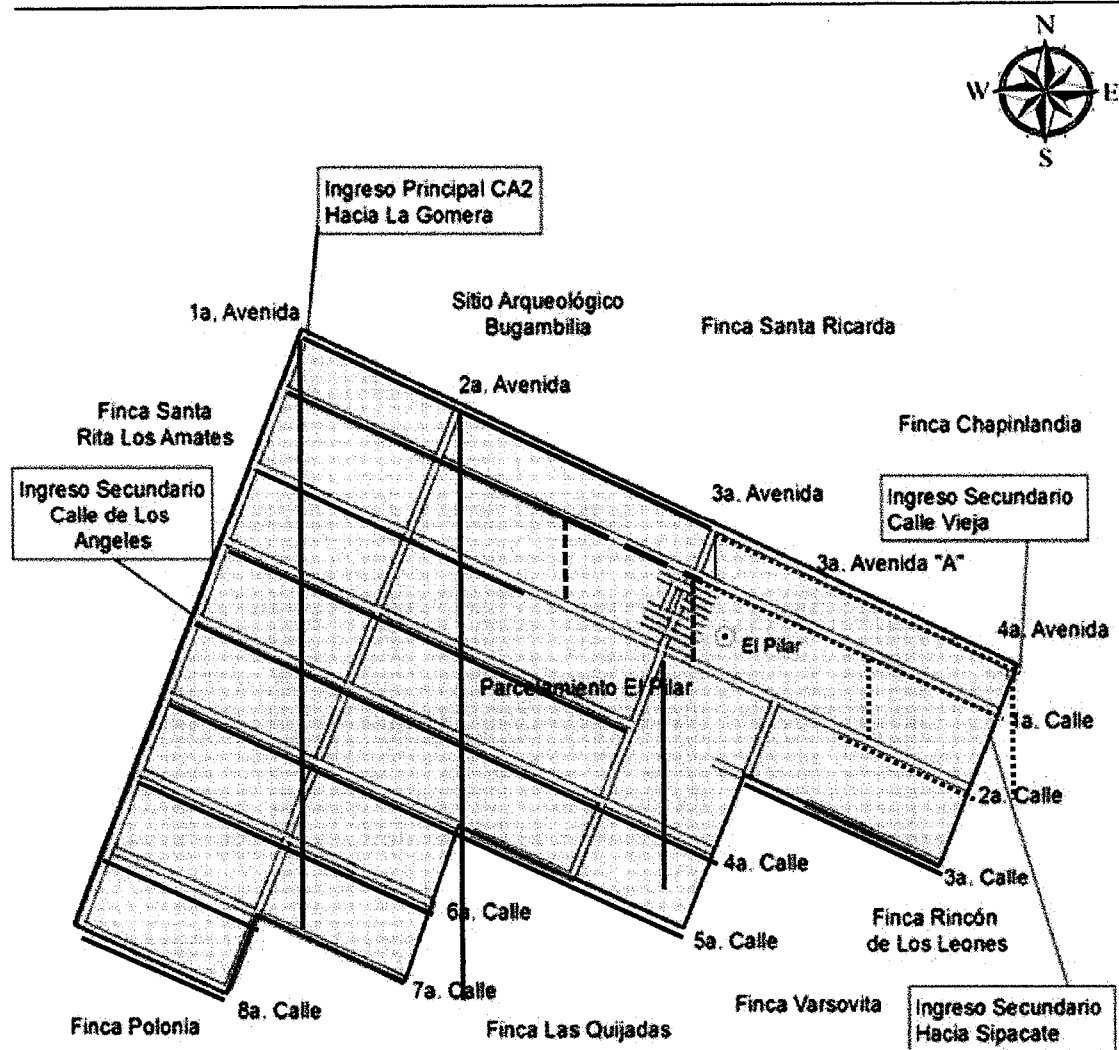 N
W E
S
Ingreso Principal CA2
Hacia La Gomera
1a, Avenida
Sitio Arqueológico
Bugambilia
Finca Santa Ricarda
2a, Avenida
Finca Santa
Rita Los Amates
Finca Chapinlandia
Ingreso Secundario
Calle de Los
Angeles
3a. Avenida
Ingreso Secundario
Calle Vieja
3a. Avenida "A"
4a, Avenida
El Pilar
Parcelamiento El Pilar
1a. Calle
2a. Calle
4a. Calle
3a. Calle
6a. Calle
5a. Calle
Finca Rincón
de Los Leones
7a. Calle
8a. Calle
Finca Polonia
Finca Las Quijadas
Finca Varsovita
Ingreso Secundario
Hacia Sipacate